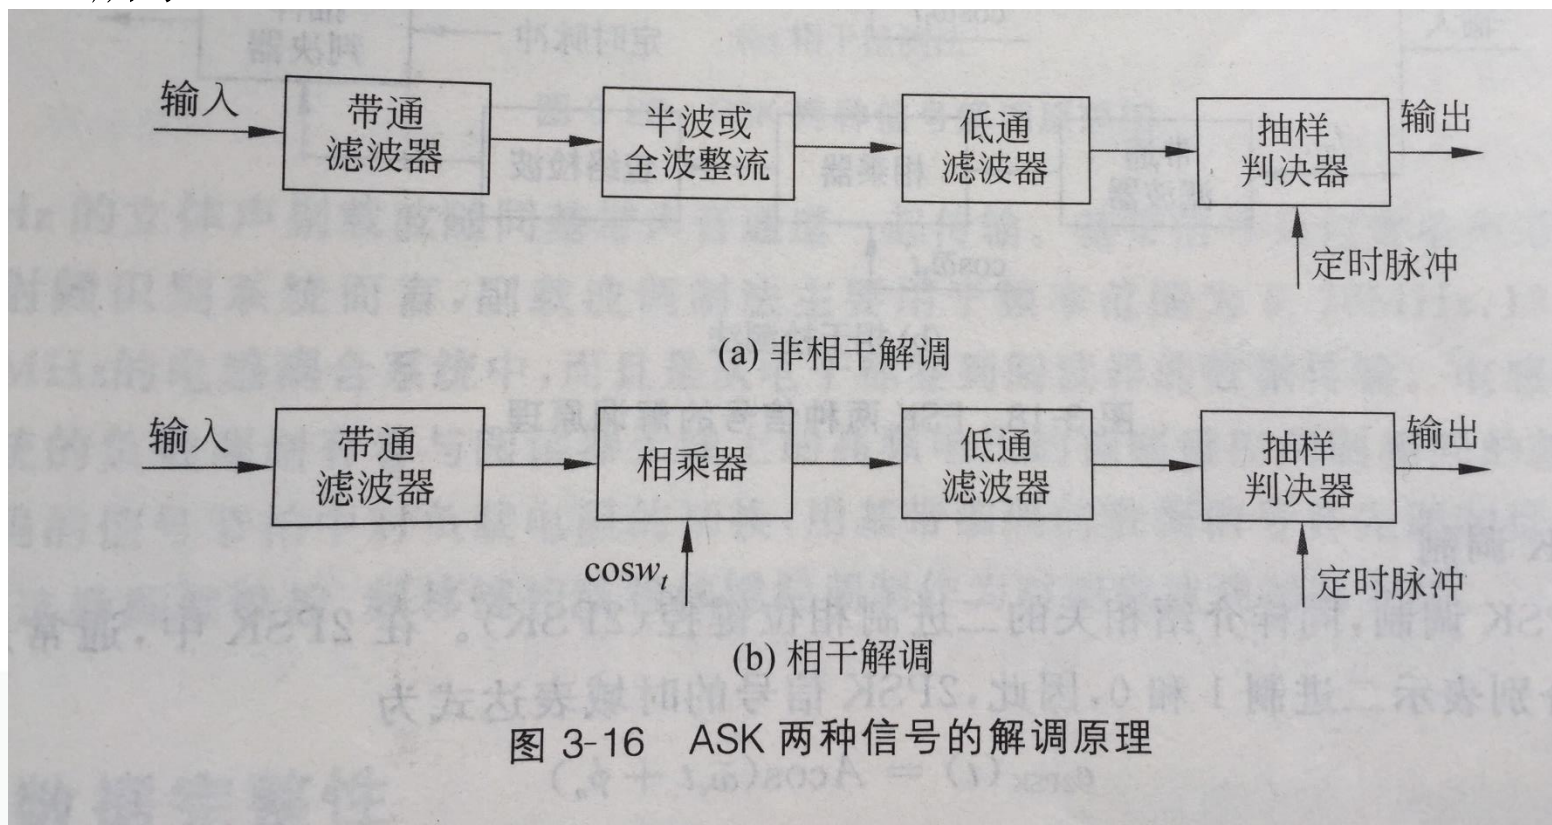 输入
带通
滤波器
半波或
全波整流
低通
滤波器
抽样
判决器
输出
定时脉冲
(a) 非相干解调
输入
带通
滤波器
相乘器
低通
滤波器
抽样
判决器
输出
cosw_t
定时脉冲
(b) 相干解调
图 3-16 ASK 两种信号的解调原理